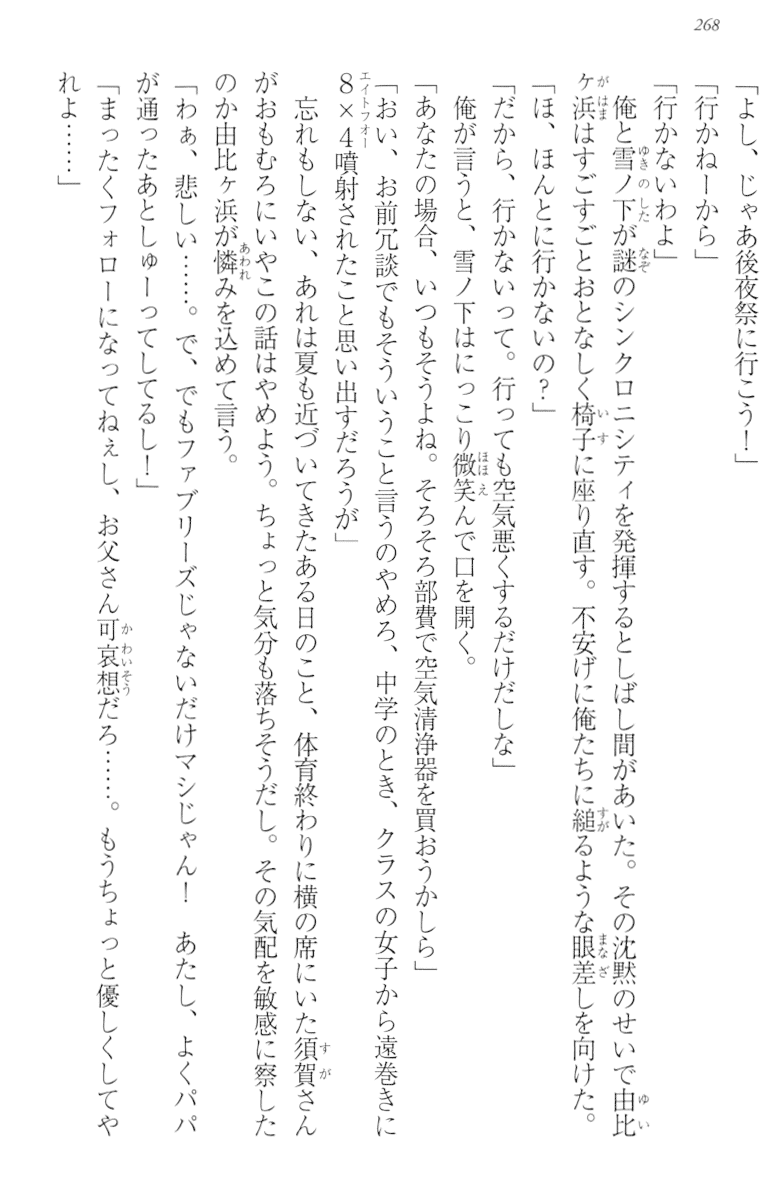 268
「よし、じゃあ後夜祭に行こう！」
「行かねーから」
「行かないわよ」
　俺と雪ノ下が謎のシンクロニシティを発揮するとしばし間があいた。その沈黙のせいで由比
ヶ浜はすごすごとおとなしく椅子に座り直す。不安げに俺たちに縋るような眼差しを向けた。
「ほ、ほんとに行かないの？」
「だから、行かないって。行っても空気悪くするだけだしな」
　俺が言うと、雪ノ下はにっこり微笑んで口を開く。
「あなたの場合、いつもそうよね。そろそろ部費で空気清浄器を買おうかしら」
「おい、お前冗談でもそういうこと言うのやめろ、中学のとき、クラスの女子から遠巻きに
8×4噴射されたこと思い出すだろうが」
　忘れもしない、あれは夏も近づいてきたある日のこと、体育終わりに横の席にいた須賀さん
がおもむろにいやこの話はやめよう。ちょっと気分も落ちそうだし。その気配を敏感に察した
のか由比ヶ浜が憐みを込めて言う。
「わぁ、悲しい……。で、でもファブリーズじゃないだけマシじゃん！　あたし、よくパパ
が通ったあとしゅーってしてるし！」
「まったくフォローになってねぇし、お父さん可哀想だろ……。もうちょっと優しくしてや
れよ……」